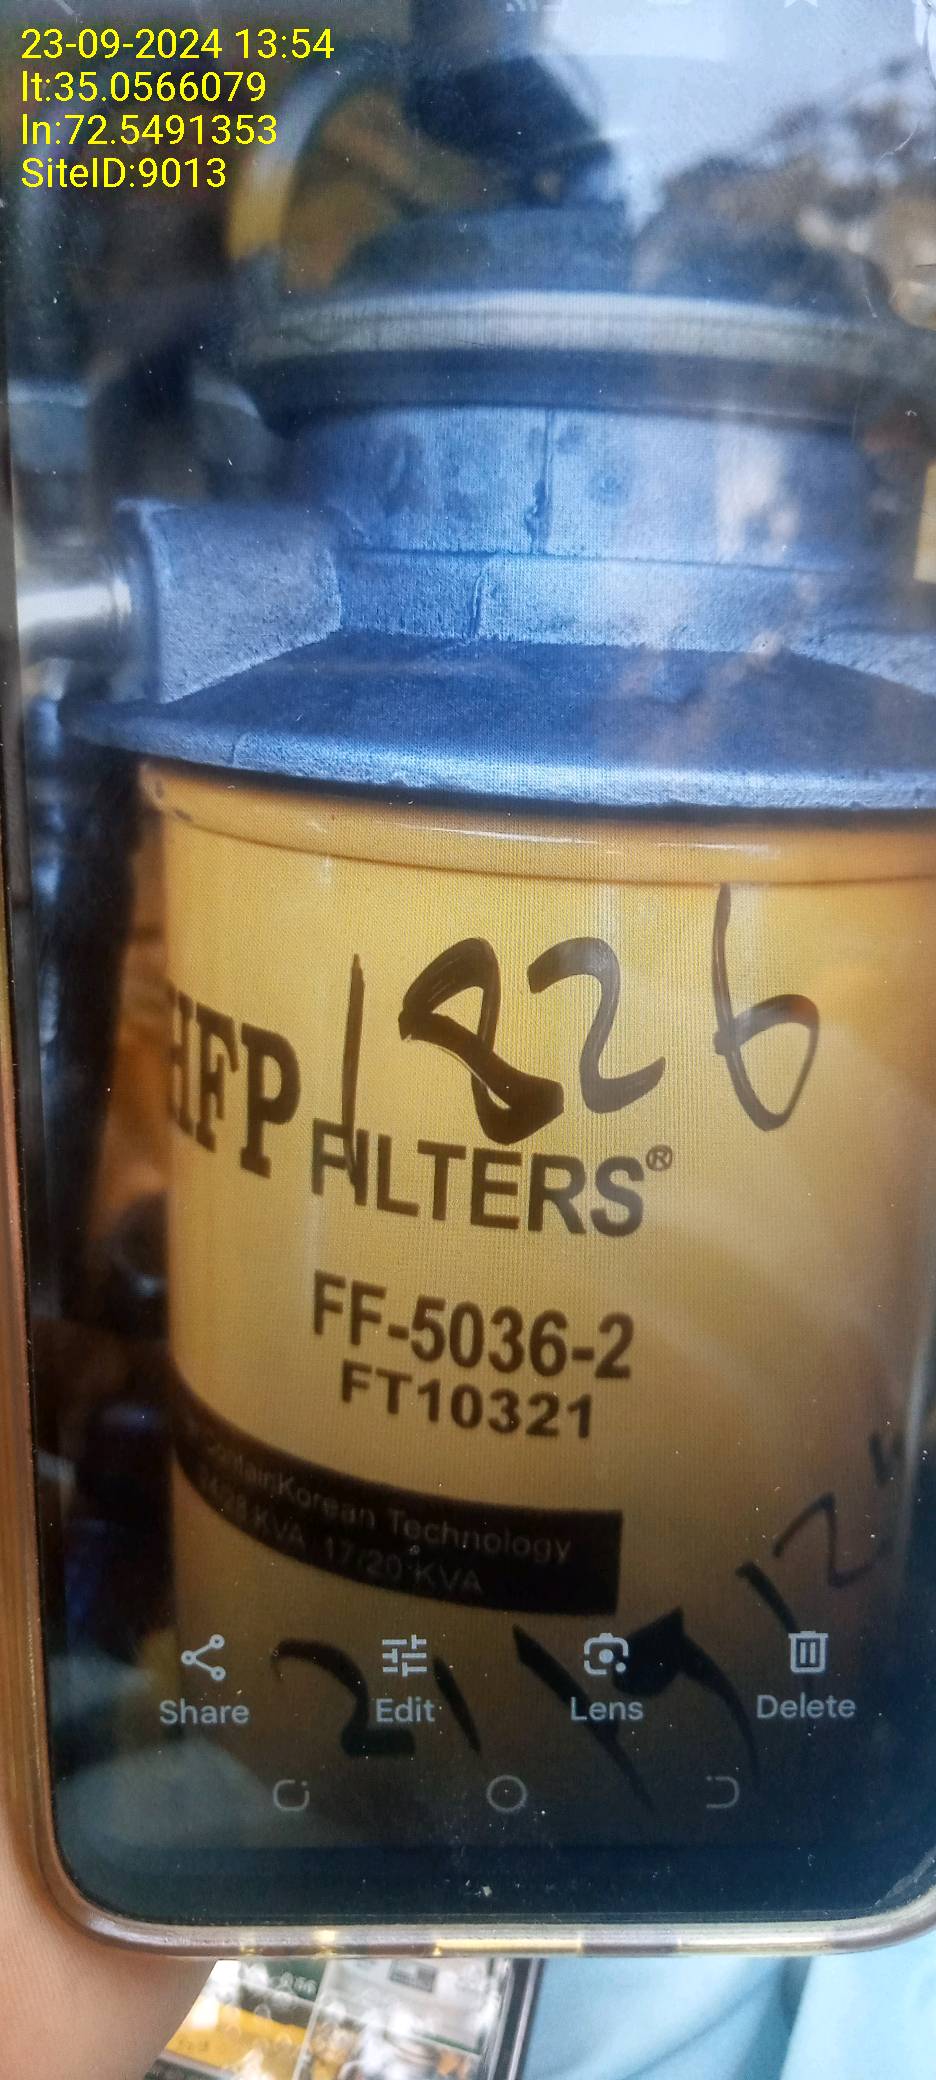 23-09-2024 13:54
lt:35.0566079
ln:72.5491353
SiteID:9013
1826
HFP FILTERS®
FF-5036-2
FT10321
Korean Technology
KVA 17/20 KVA
Share
Edit
Lens
Delete